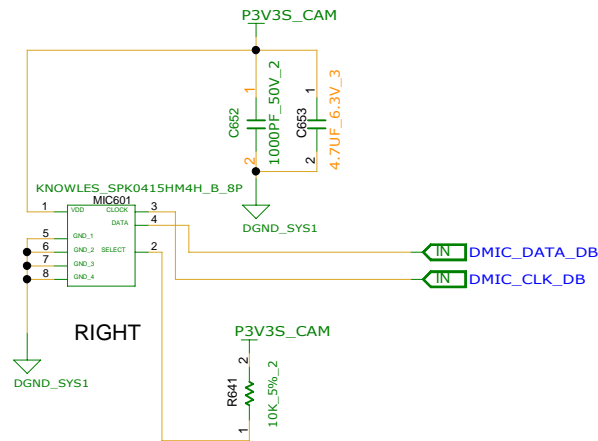 P3V3S_CAM
1
1
C652
1000PF_50V_2
C653
4.7UF_6.3V_3
2
2
DGND_SYS1
KNOWLES_SPK0415HM4H_B_8P
MIC601
1
VDD
CLOCK
3
DATA
4
5
GND_1
6
GND_2
SELECT
2
7
GND_3
8
GND_4
IN
DMIC_DATA_DB
IN
DMIC_CLK_DB
RIGHT
DGND_SYS1
P3V3S_CAM
2
R641
10K_5%_2
1